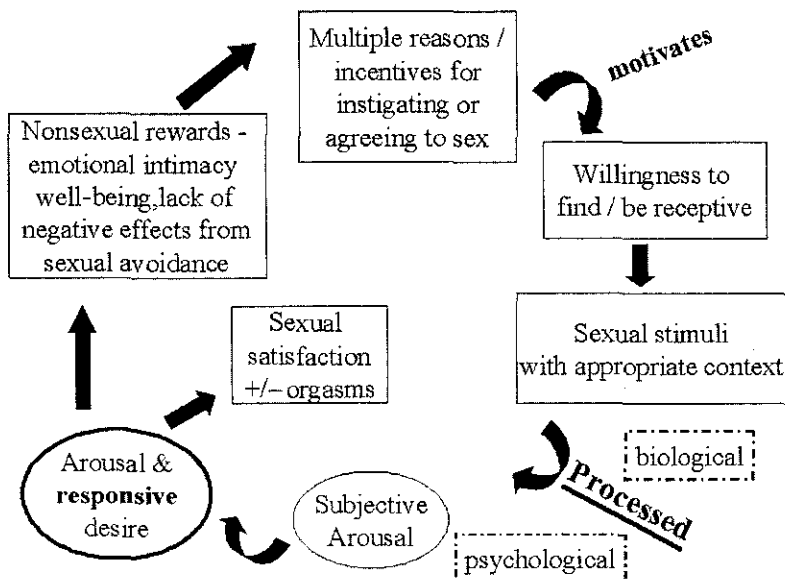 Multiple reasons /
incentives for
instigating or
agreeing to sex
motivates
Willingness to
find / be receptive
Sexual stimuli
with appropriate context
biological
Processed
psychological
Subjective
Arousal
Arousal &
responsive
desire
Sexual
satisfaction
+/– orgasms
Nonsexual rewards -
emotional intimacy
well-being,lack of
negative effects from
sexual avoidance